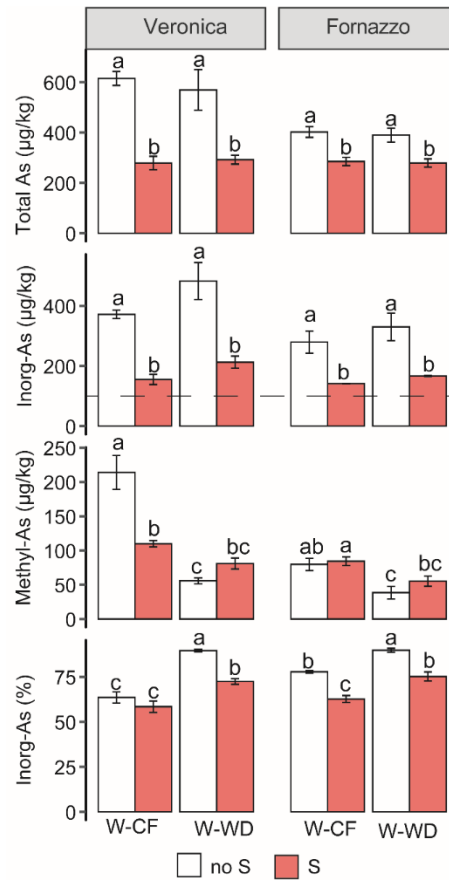 Veronica Fornazzo
Total As (µg/kg)
600
400
200
0
a b a b a b a b
Inorg-As (µg/kg)
400
200
0
a b a b a b a b
Methyl-As (µg/kg)
250
200
150
100
50
0
a b c bc ab a c bc
Inorg-As (%)
75
50
25
0
c c a b b c a b
W-CF W-WD W-CF W-WD
no S S